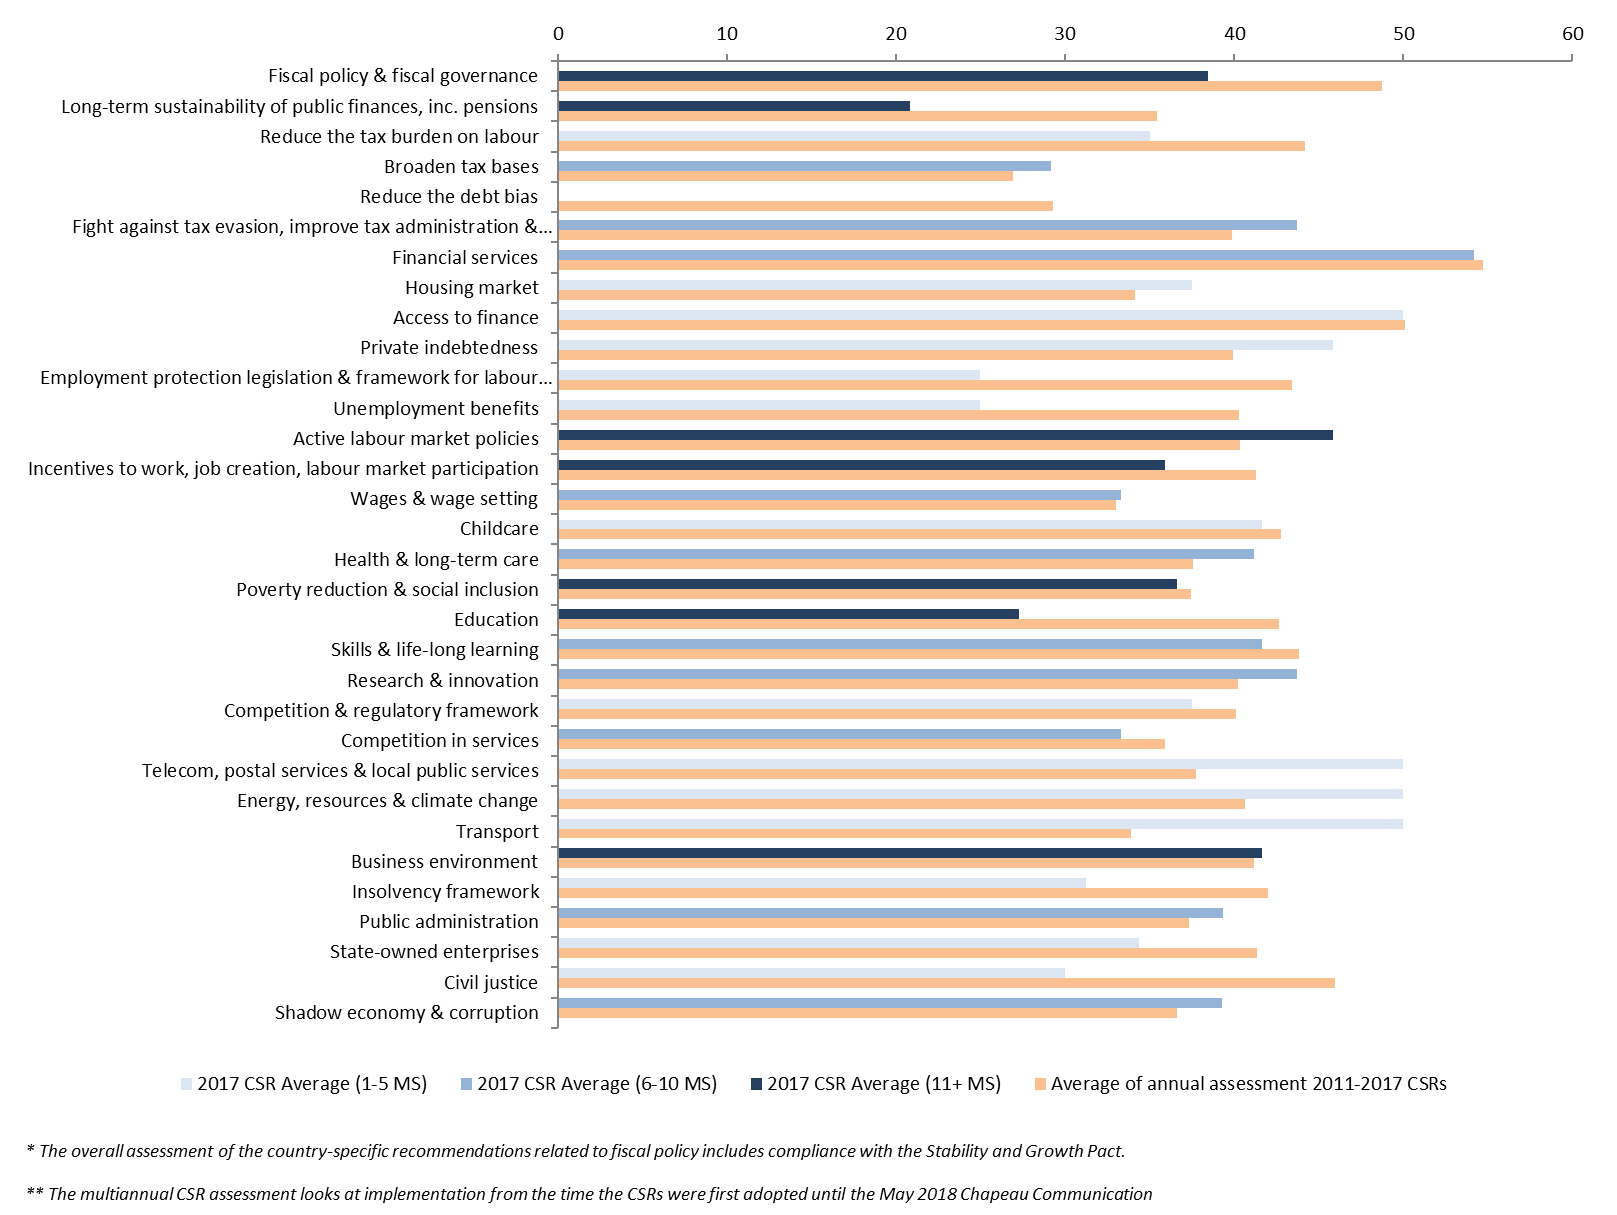 0 10 20 30 40 50 60
Fiscal policy & fiscal governance
Long-term sustainability of public finances, inc. pensions
Reduce the tax burden on labour
Broaden tax bases
Reduce the debt bias
Fight against tax evasion, improve tax administration &...
Financial services
Housing market
Access to finance
Private indebtedness
Employment protection legislation & framework for labour...
Unemployment benefits
Active labour market policies
Incentives to work, job creation, labour market participation
Wages & wage setting
Childcare
Health & long-term care
Poverty reduction & social inclusion
Education
Skills & life-long learning
Research & innovation
Competition & regulatory framework
Competition in services
Telecom, postal services & local public services
Energy, resources & climate change
Transport
Business environment
Insolvency framework
Public administration
State-owned enterprises
Civil justice
Shadow economy & corruption
2017 CSR Average (1-5 MS) 2017 CSR Average (6-10 MS) 2017 CSR Average (11+ MS) Average of annual assessment 2011-2017 CSRs
* The overall assessment of the country-specific recommendations related to fiscal policy includes compliance with the Stability and Growth Pact.
** The multiannual CSR assessment looks at implementation from the time the CSRs were first adopted until the May 2018 Chapeau Communication